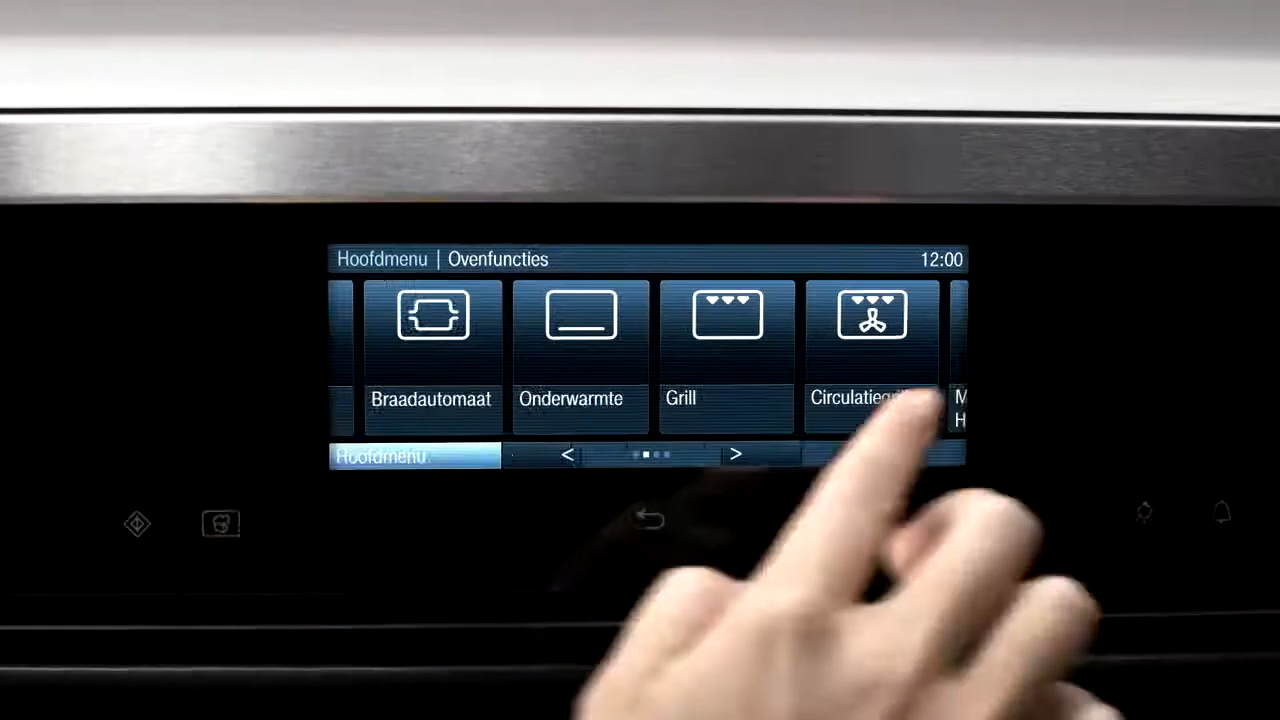 Hoofdmenu | Ovenfuncties 12:00
Braadautomaat
Onderwarmte
Grill
M
H
Hoofdmenu
< >